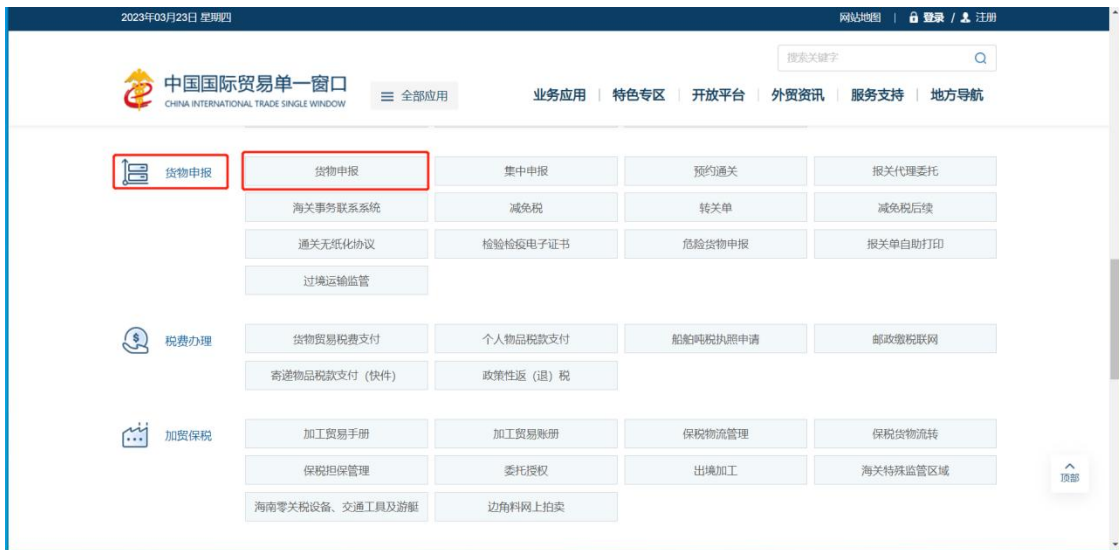 2023年03月23日 星期四
网站地图 | 登录 / 注册
搜索关键字
中国国际贸易单一窗口
CHINA INTERNATIONAL TRADE SINGLE WINDOW
全部应用
业务应用 | 特色专区 | 开放平台 | 外贸资讯 | 服务支持 | 地方导航
货物申报
货物申报 集中申报 预约通关 报关代理委托
海关事务联系系统 减免税 转关单 减免税后续
通关无纸化协议 检验检疫电子证书 危险货物申报 报关单自助打印
过境运输监管
税费办理
货物贸易税费支付 个人物品税款支付 船舶吨税执照申请 邮政缴税联网
寄递物品税款支付（快件） 政策性返（退）税
加贸保税
加工贸易手册 加工贸易账册 保税物流管理 保税货物流转
保税担保管理 委托授权 出境加工 海关特殊监管区域
海南零关税设备、交通工具及游艇 边角料网上拍卖
顶部